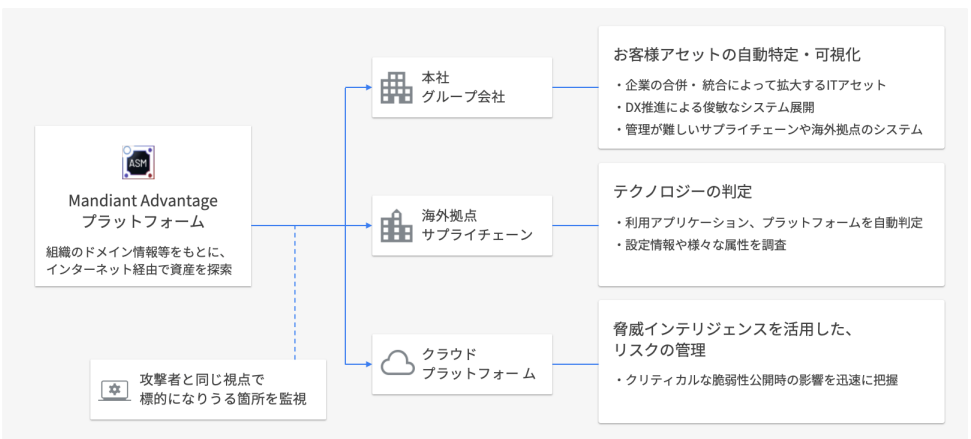 ASM
Mandiant Advantage
プラットフォーム
組織のドメイン情報等をもとに、
インターネット経由で資産を探索
攻撃者と同じ視点で
標的になりうる箇所を監視
本社
グループ会社
海外拠点
サプライチェーン
クラウド
プラットフォーム
お客様アセットの自動特定・可視化
・企業の合併・統合によって拡大するITアセット
・DX推進による俊敏なシステム展開
・管理が難しいサプライチェーンや海外拠点のシステム
テクノロジーの判定
・利用アプリケーション、プラットフォームを自動判定
・設定情報や様々な属性を調査
脅威インテリジェンスを活用した、
リスクの管理
・クリティカルな脆弱性公開時の影響を迅速に把握